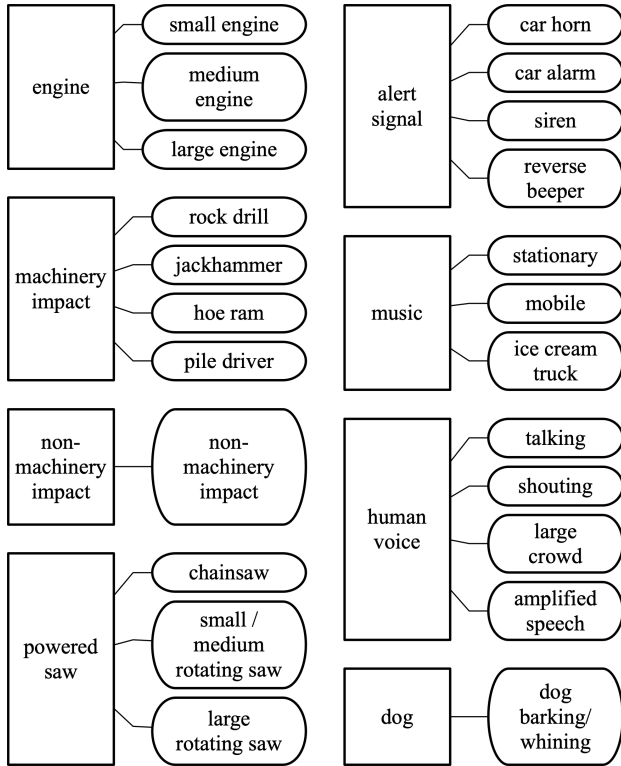 engine
small engine
medium
engine
large engine
machinery
impact
rock drill
jackhammer
hoe ram
pile driver
non-
machinery
impact
non-
machinery
impact
powered
saw
chainsaw
small /
medium
rotating saw
large
rotating saw
alert
signal
car horn
car alarm
siren
reverse
beeper
music
stationary
mobile
ice cream
truck
human
voice
talking
shouting
large
crowd
amplified
speech
dog
dog
barking/
whining